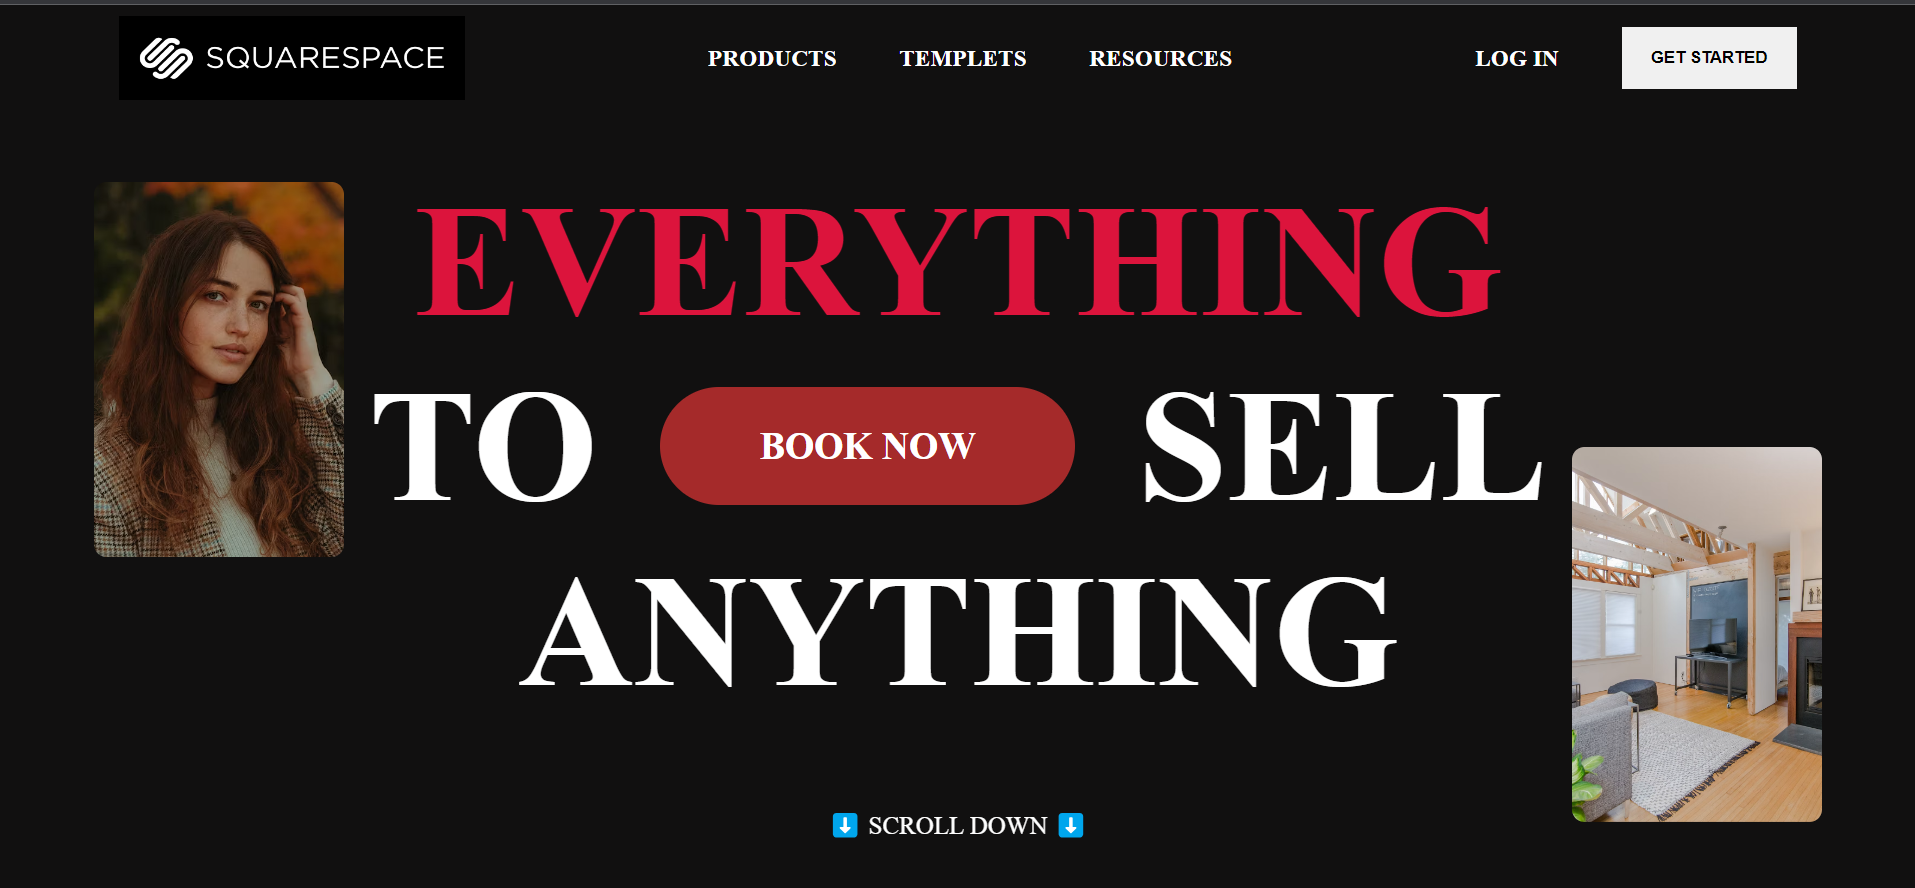 SQUARESPACE PRODUCTS TEMPLETS RESOURCES LOG IN GET STARTED
EVERYTHING
TO BOOK NOW SELL
ANYTHING
⬇️ SCROLL DOWN ⬇️